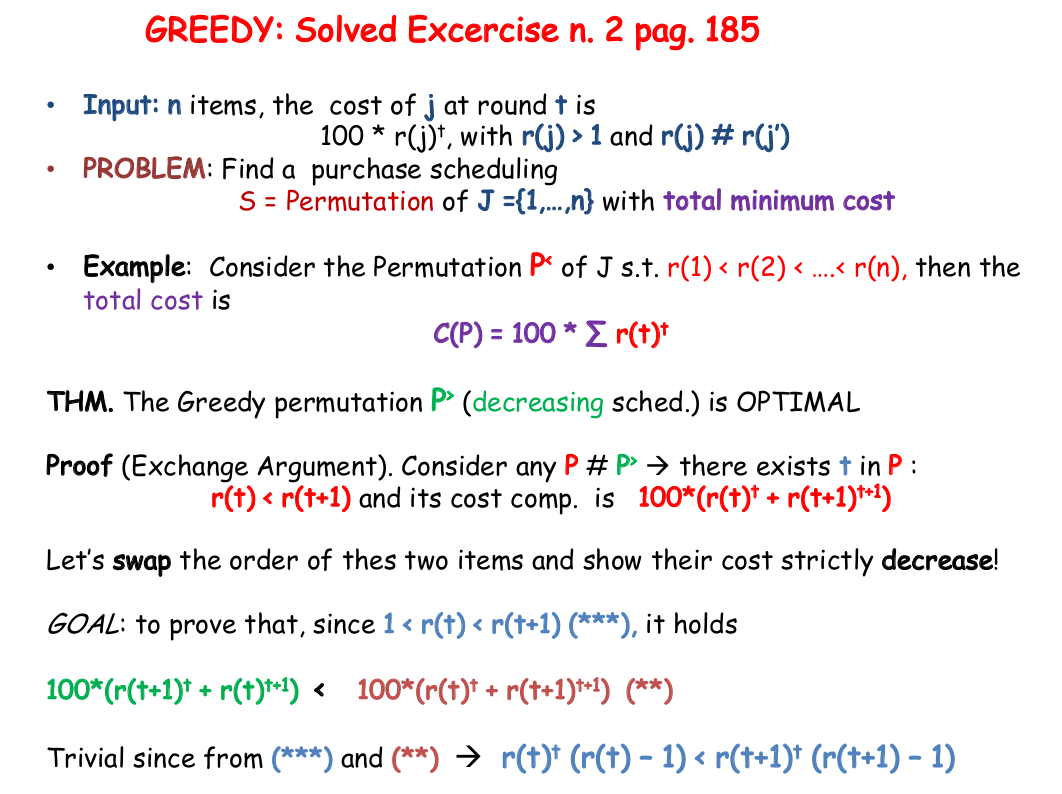 GREEDY: Solved Excercise n. 2 pag. 185
• Input: n items, the cost of j at round t is
100 * r(j)ᵗ, with r(j) > 1 and r(j) # r(j’)
• PROBLEM: Find a purchase scheduling
S = Permutation of J ={1,…,n} with total minimum cost
• Example: Consider the Permutation P˂ of J s.t. r(1) < r(2) < ….< r(n), then the
total cost is
C(P) = 100 * ∑ r(t)ᵗ
THM. The Greedy permutation P˃ (decreasing sched.) is OPTIMAL
Proof (Exchange Argument). Consider any P # P˃ → there exists t in P :
r(t) < r(t+1) and its cost comp. is 100*(r(t)ᵗ + r(t+1)ᵗ⁺¹)
Let’s swap the order of thes two items and show their cost strictly decrease!
GOAL: to prove that, since 1 < r(t) < r(t+1) (***), it holds
100*(r(t+1)ᵗ + r(t)ᵗ⁺¹) < 100*(r(t)ᵗ + r(t+1)ᵗ⁺¹) (**)
Trivial since from (***) and (**) → r(t)ᵗ (r(t) – 1) < r(t+1)ᵗ (r(t+1) – 1)